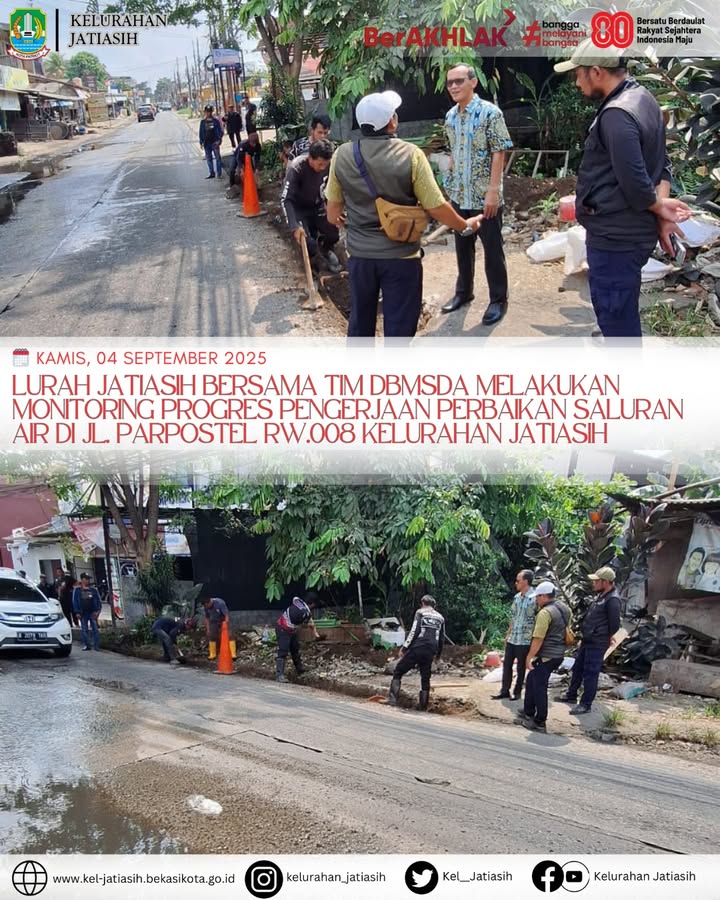 KELURAHAN
JATIASIH
BerAKHLAK
#bangga
melayani
bangsa
80
Bersatu Berdaulat
Rakyat Sejahtera
Indonesia Maju
KAMIS, 04 SEPTEMBER 2025
LURAH JATIASIH BERSAMA TIM DBMSDA MELAKUKAN
MONITORING PROGRES PENGERJAAN PERBAIKAN SALURAN
AIR DI JL. PARPOSTEL RW.008 KELURAHAN JATIASIH
www.kel-jatiasih.bekasikota.go.id
kelurahan_jatiasih
Kel__Jatiasih
Kelurahan Jatiasih